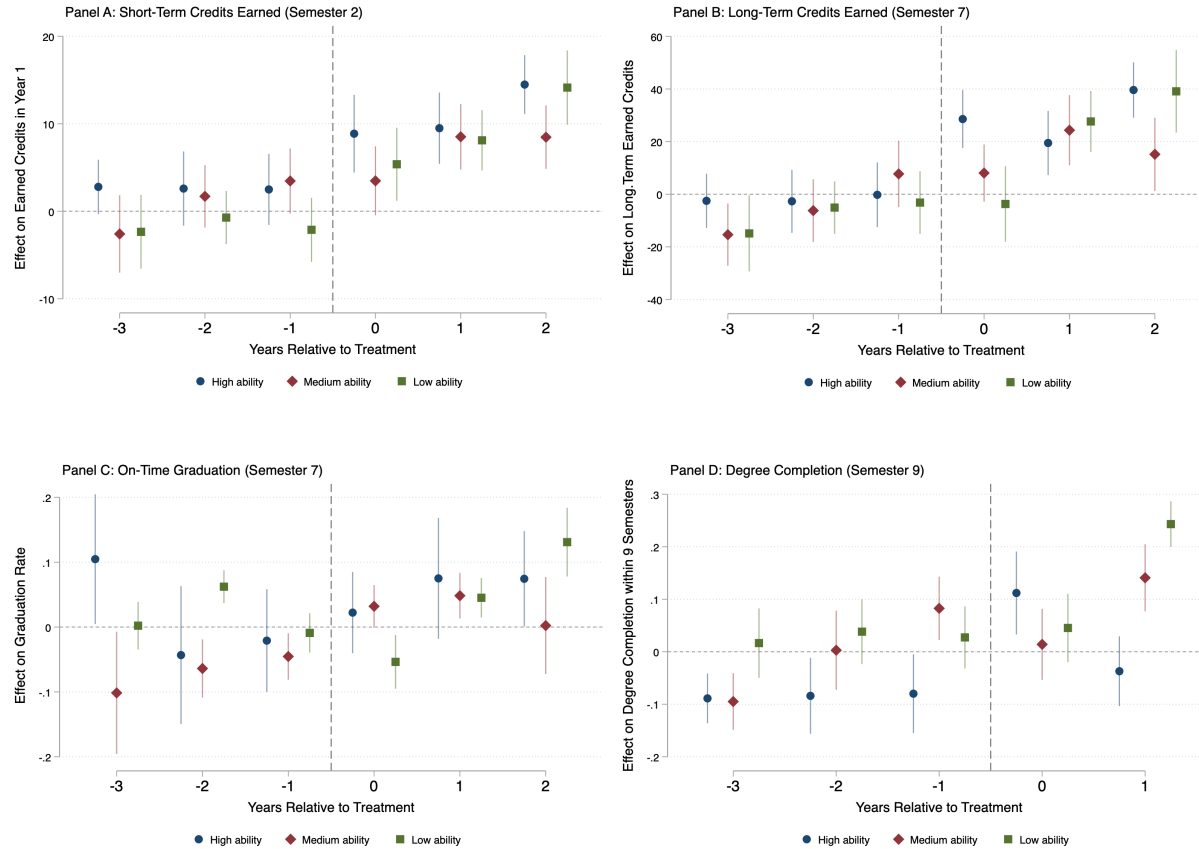 Panel A: Short-Term Credits Earned (Semester 2)
Effect on Earned Credits in Year 1
20
10
0
-10
-3 -2 -1 0 1 2
Years Relative to Treatment
High ability Medium ability Low ability
Panel B: Long-Term Credits Earned (Semester 7)
Effect on Long.Term Earned Credits
60
40
20
0
-20
-40
-3 -2 -1 0 1 2
Years Relative to Treatment
High ability Medium ability Low ability
Panel C: On-Time Graduation (Semester 7)
Effect on Graduation Rate
.2
.1
0
-.1
-.2
-3 -2 -1 0 1 2
Years Relative to Treatment
High ability Medium ability Low ability
Panel D: Degree Completion (Semester 9)
Effect on Degree Completion within 9 Semesters
.3
.2
.1
0
-.1
-.2
-3 -2 -1 0 1
Years Relative to Treatment
High ability Medium ability Low ability